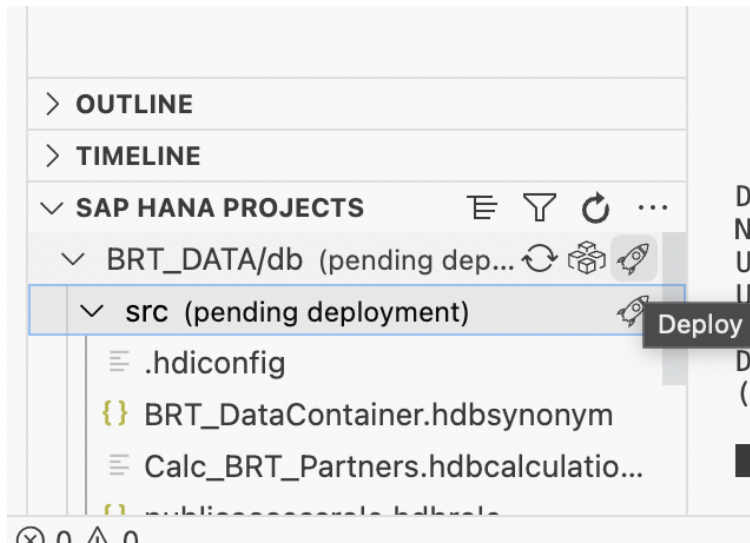 OUTLINE
TIMELINE
SAP HANA PROJECTS ...
BRT_DATA/db (pending dep...
src (pending deployment)
Deploy
.hdiconfig
{} BRT_DataContainer.hdbsynonym
Calc_BRT_Partners.hdbcalculatio...
0 0
D
N
U
U
D
(